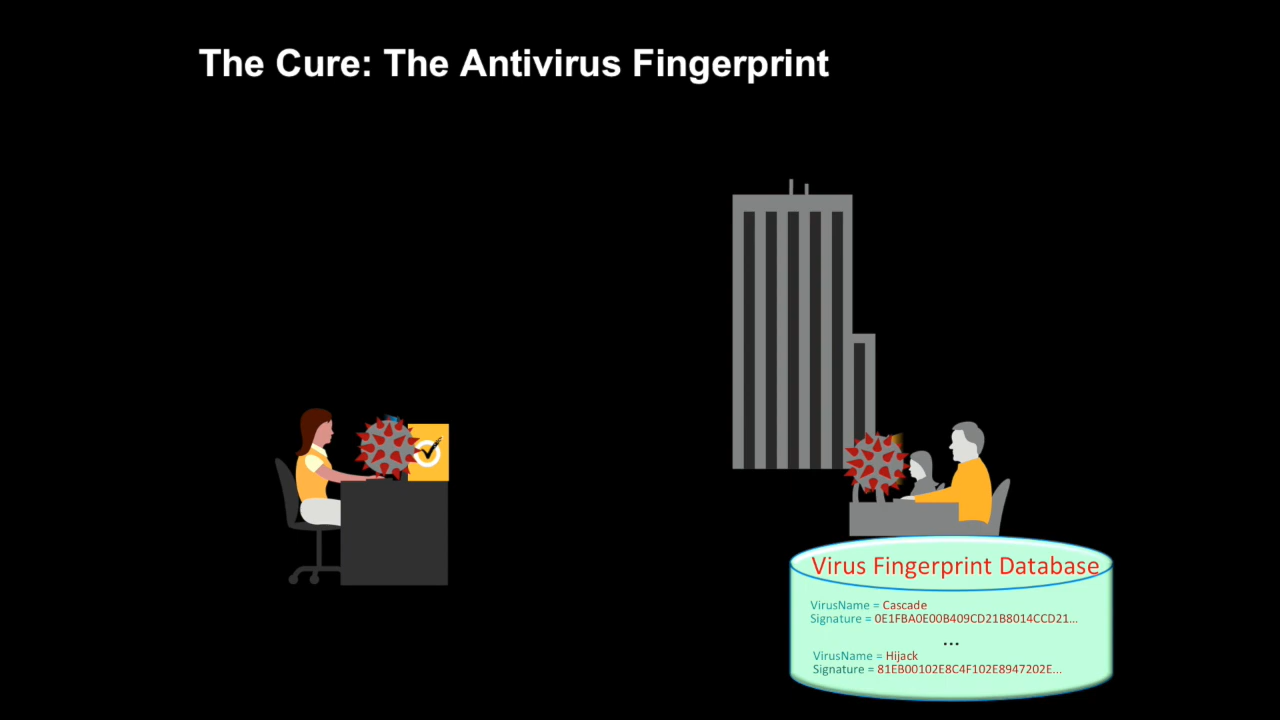 The Cure: The Antivirus Fingerprint
Virus Fingerprint Database
VirusName = Cascade
Signature = 0E1FBA0E00B409CD21B8014CCD21...
...
VirusName = Hijack
Signature = 81EB00102E8C4F102E8947202E...